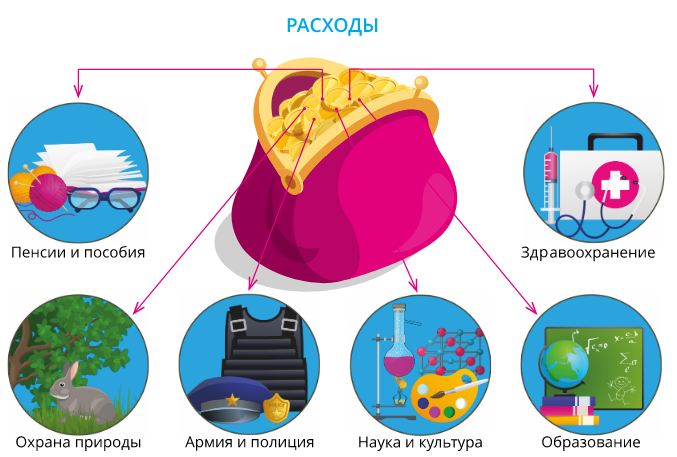 РАСХОДЫ
Пенсии и пособия
Здравоохранение
Охрана природы
Армия и полиция
Наука и культура
Образование